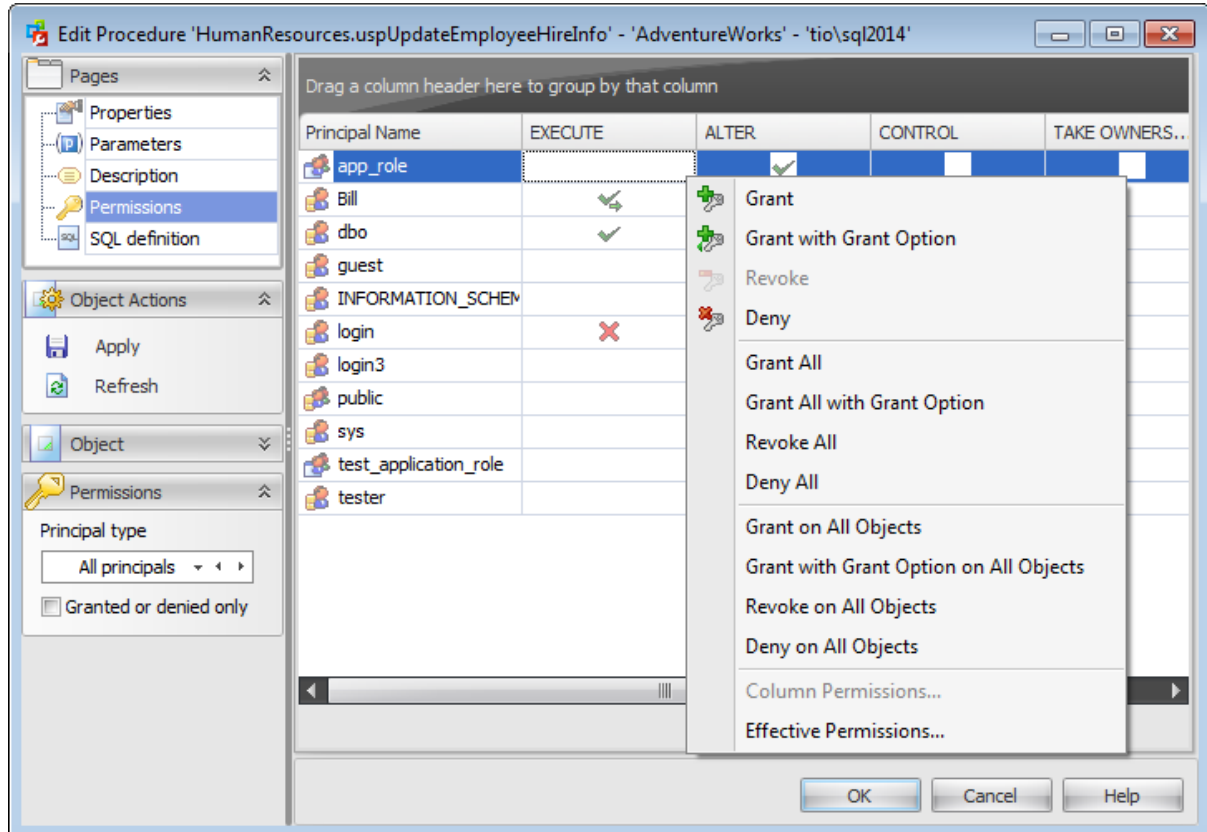 Edit Procedure 'HumanResources.uspUpdateEmployeeHireInfo' - 'AdventureWorks' - 'tio\sql2014'
Pages
Properties
Parameters
Description
Permissions
SQL definition
Object Actions
Apply
Refresh
Object
Permissions
Principal type
All principals
Granted or denied only
Drag a column header here to group by that column
Principal Name EXECUTE ALTER CONTROL TAKE OWNERS...
app_role
Bill
dbo
guest
INFORMATION_SCHEM
login
login3
public
sys
test_application_role
tester
Grant
Grant with Grant Option
Revoke
Deny
Grant All
Grant All with Grant Option
Revoke All
Deny All
Grant on All Objects
Grant with Grant Option on All Objects
Revoke on All Objects
Deny on All Objects
Column Permissions...
Effective Permissions...
OK Cancel Help